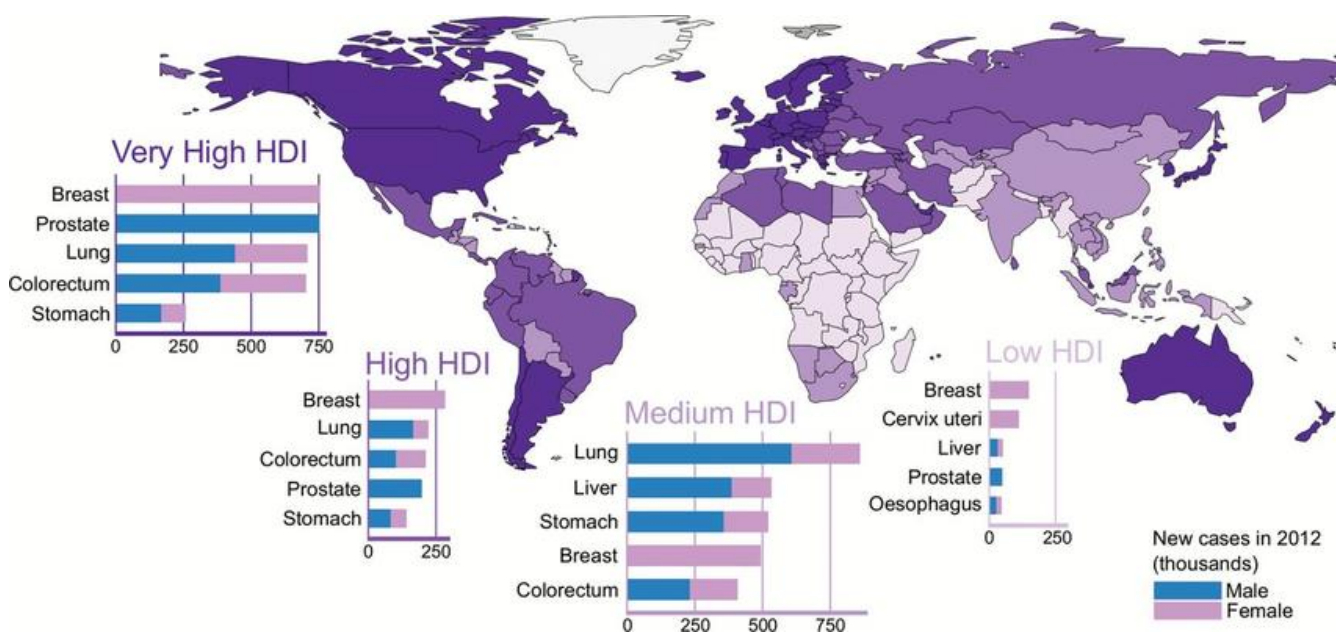 Very High HDI
Breast
Prostate
Lung
Colorectum
Stomach
0 250 500 750
High HDI
Breast
Lung
Colorectum
Prostate
Stomach
0 250
Medium HDI
Lung
Liver
Stomach
Breast
Colorectum
0 250 500 750
Low HDI
Breast
Cervix uteri
Liver
Prostate
Oesophagus
0 250
New cases in 2012
(thousands)
Male
Female